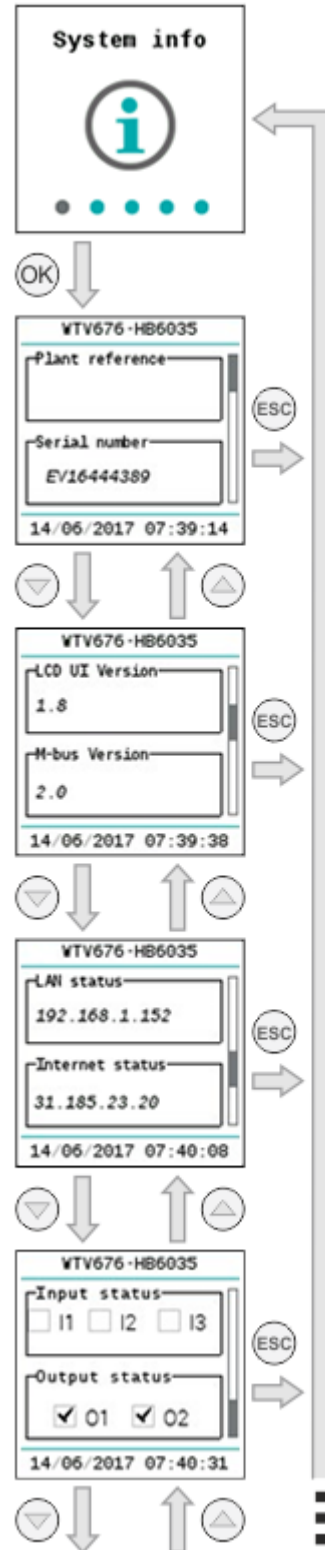 System info
i
OK
WTV676-HB6035
Plant reference
ESC
Serial number
EV16444389
14/06/2017 07:39:14
WTV676-HB6035
LCD UI Version
1.8
ESC
M-bus Version
2.0
14/06/2017 07:39:38
WTV676-HB6035
LAN status
192.168.1.152
ESC
Internet status
31.185.23.20
14/06/2017 07:40:08
WTV676-HB6035
Input status
I1 I2 I3
ESC
Output status
O1 O2
14/06/2017 07:40:31